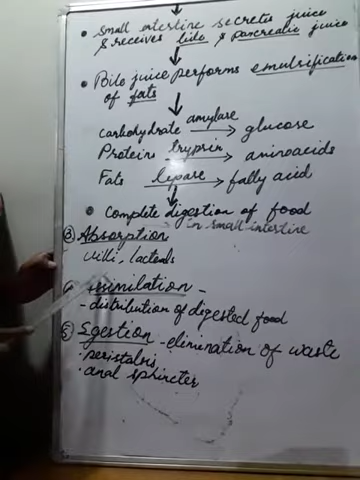 • Small intestine secretes juice
& receives bile & pancreatic juice
• Bile juice performs emulsification
of fats
carbohydrate amylase → glucose
Protein trypsin → aminoacids
Fats lipase → fatty acid
• Complete digestion of food
in small intestine
③ Absorption
villi, lacteals
ssimilation -
- distribution of digested food
⑤ Egestion - elimination of waste
· peristalsis
· anal sphincter